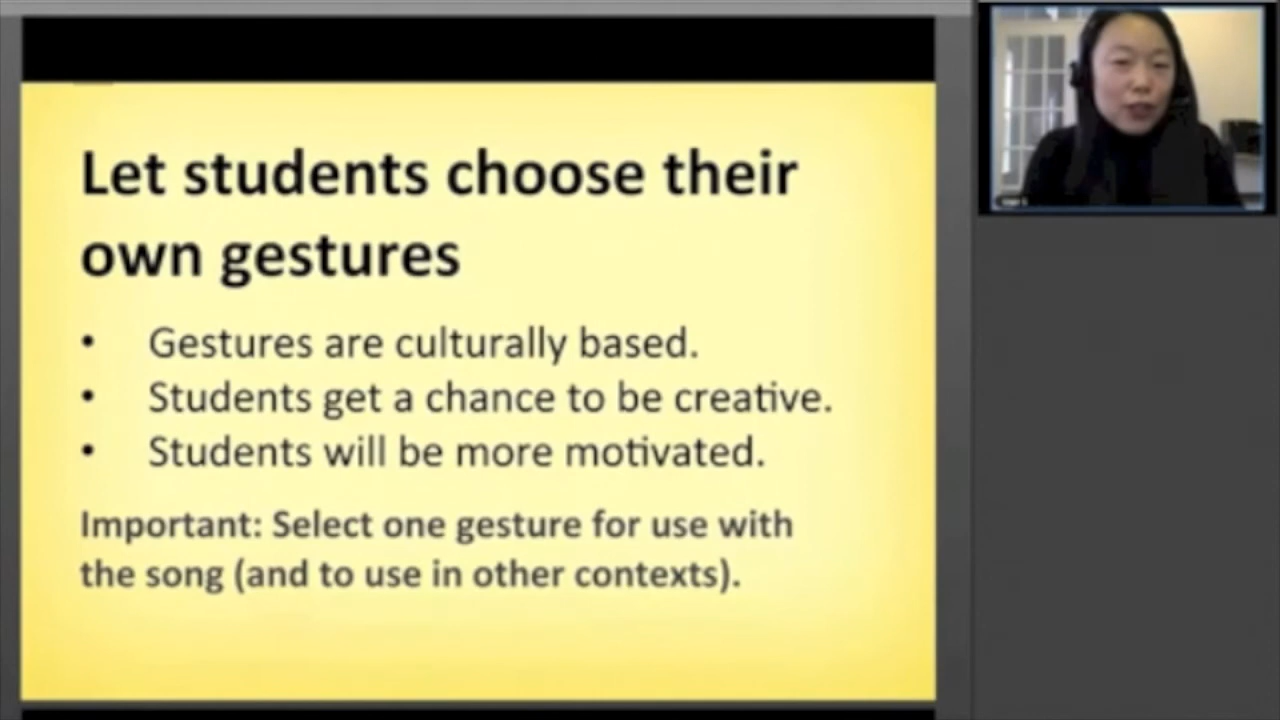 Let students choose their
own gestures
• Gestures are culturally based.
• Students get a chance to be creative.
• Students will be more motivated.
Important: Select one gesture for use with
the song (and to use in other contexts).